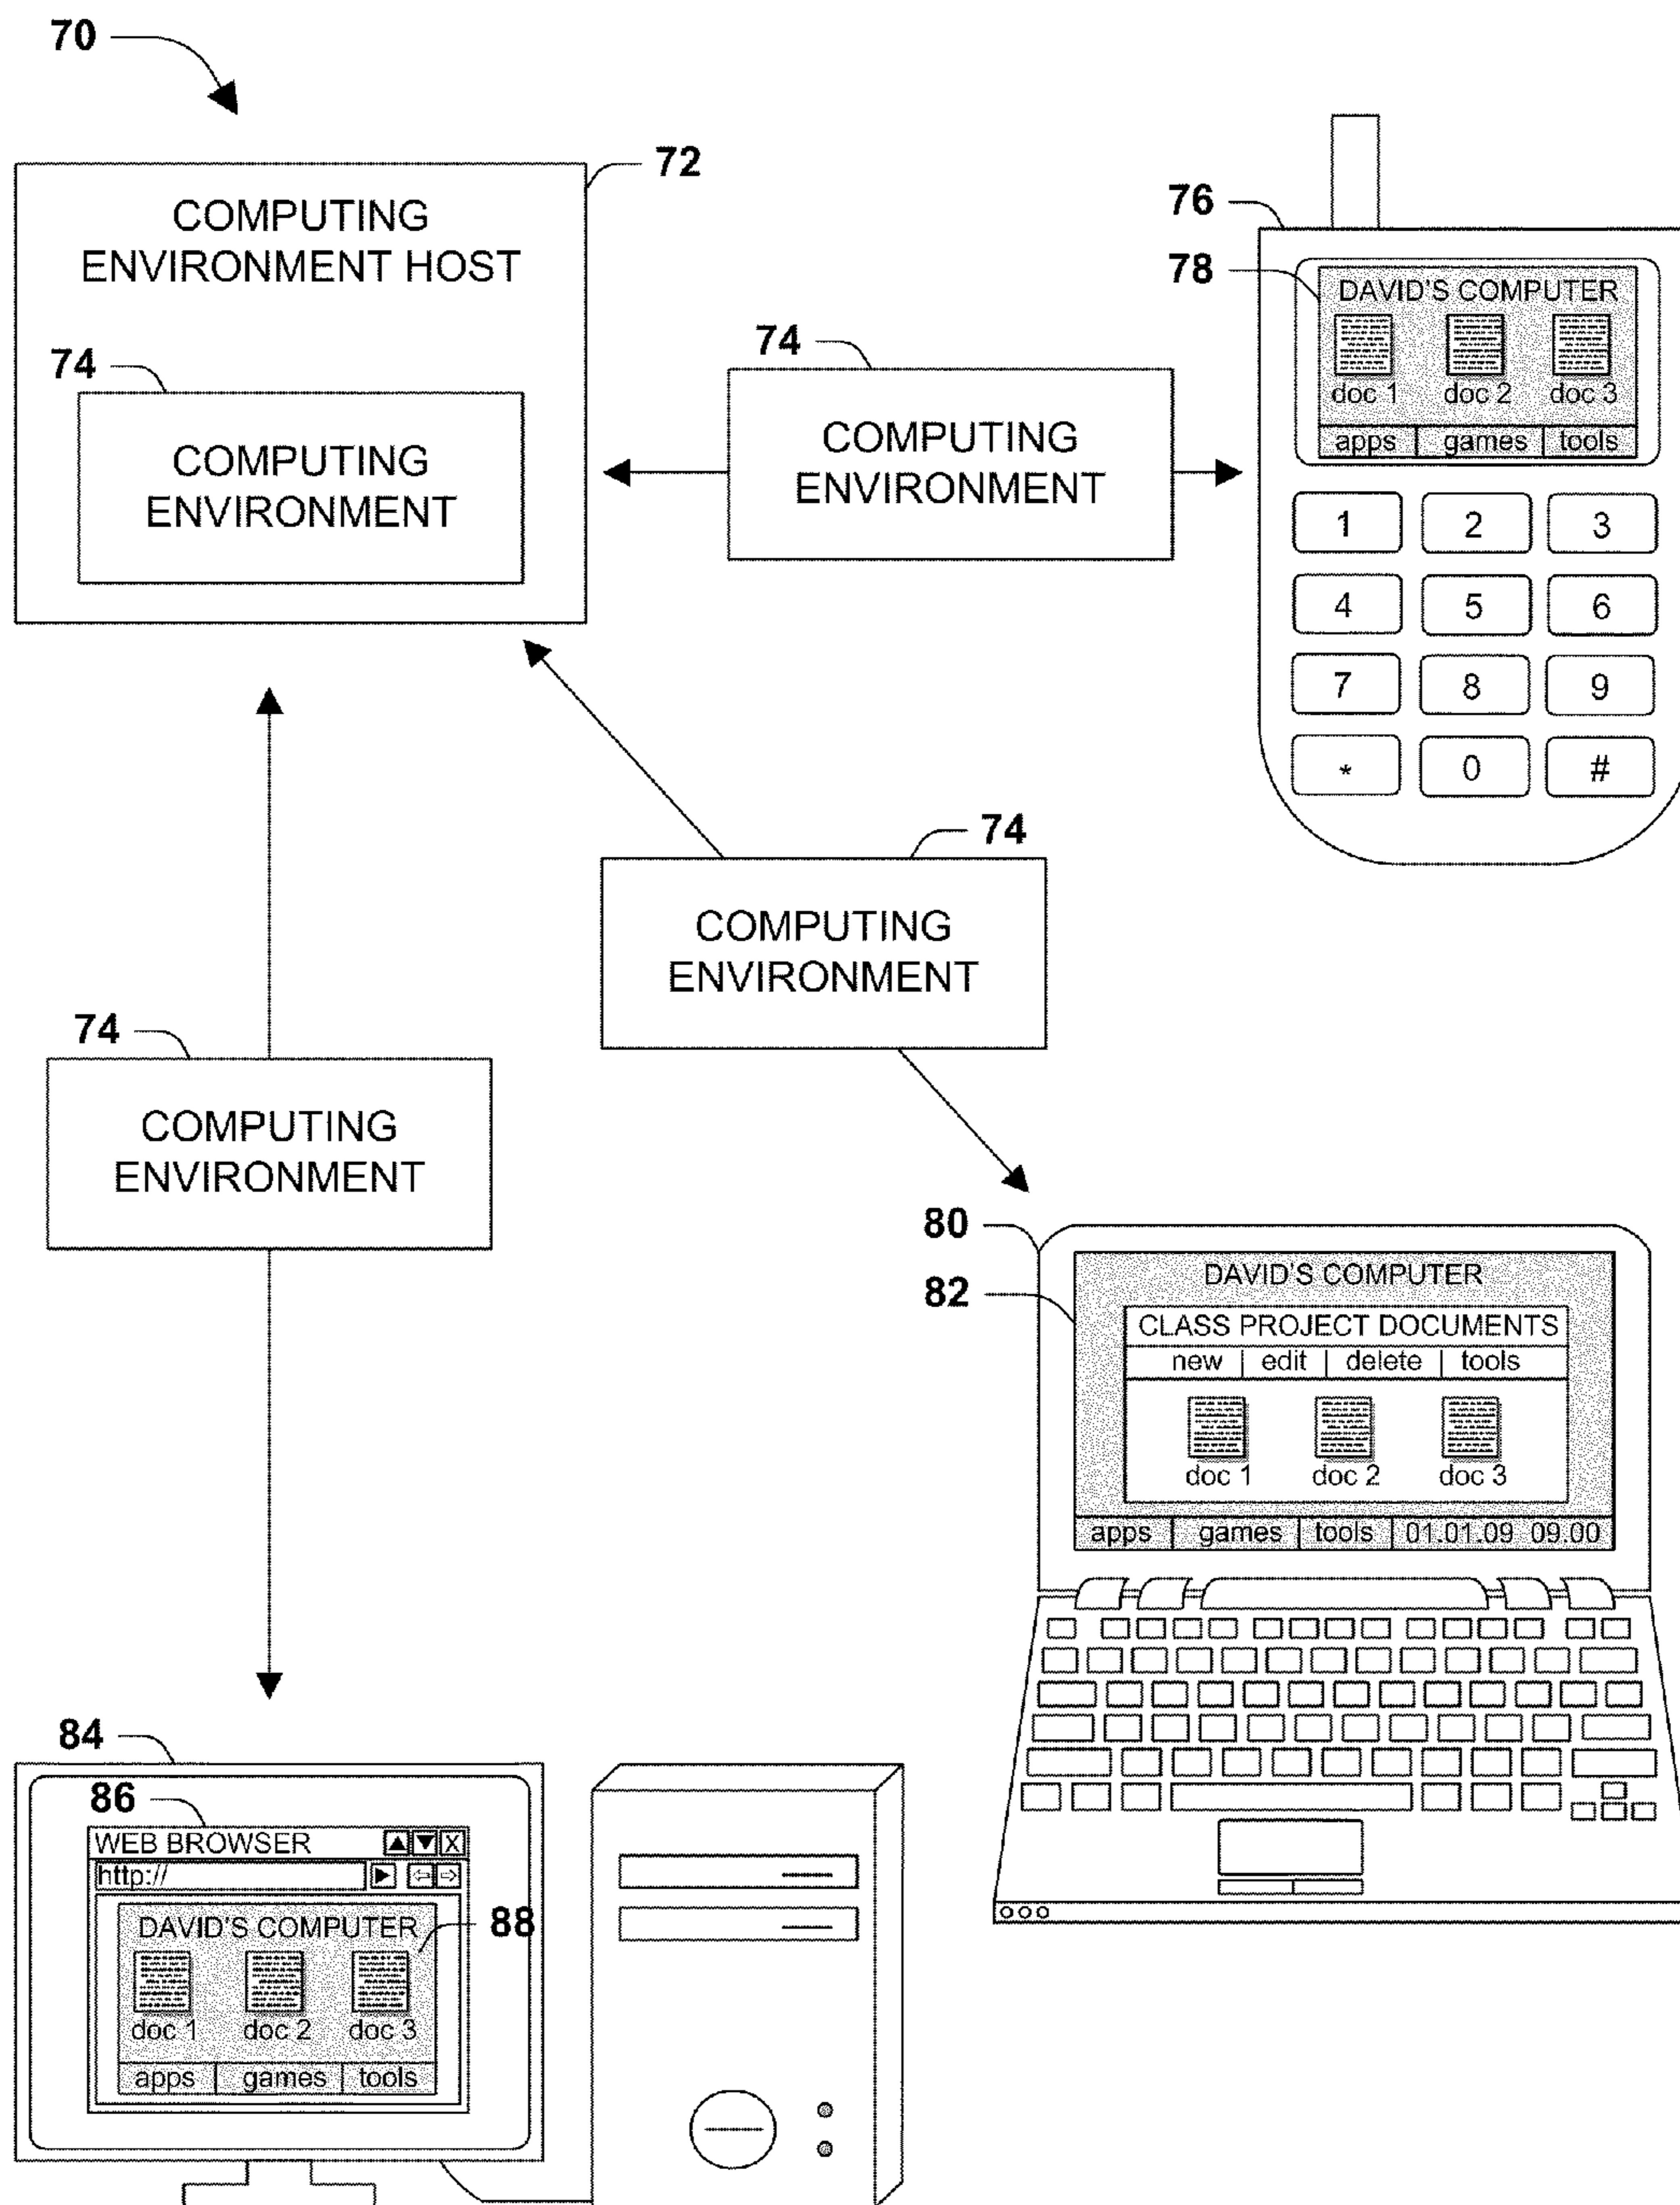 70
72
COMPUTING
ENVIRONMENT HOST
74
COMPUTING
ENVIRONMENT
74
COMPUTING
ENVIRONMENT
76
78
DAVID'S COMPUTER
doc 1 doc 2 doc 3
apps games tools
1 2 3
4 5 6
7 8 9
* 0 #
74
COMPUTING
ENVIRONMENT
74
COMPUTING
ENVIRONMENT
80
82
DAVID'S COMPUTER
CLASS PROJECT DOCUMENTS
new | edit | delete | tools
doc 1 doc 2 doc 3
apps games tools 01.01.09 09.00
84
86
WEB BROWSER X
http://
DAVID'S COMPUTER
88
doc 1 doc 2 doc 3
apps games tools